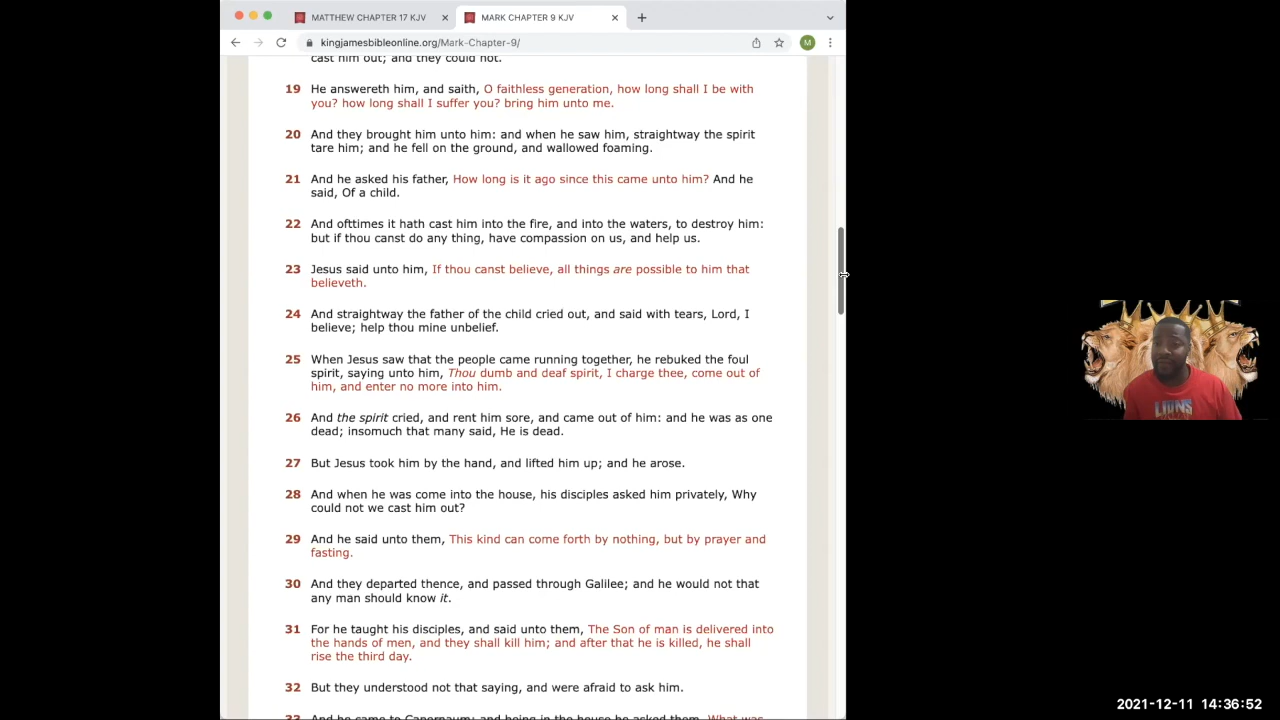 MATTHEW CHAPTER 17 KJV
MARK CHAPTER 9 KJV
kingjamesbibleonline.org/Mark-Chapter-9/
M
cast him out; and they could not.
19 He answereth him, and saith, O faithless generation, how long shall I be with
you? how long shall I suffer you? bring him unto me.
20 And they brought him unto him: and when he saw him, straightway the spirit
tare him; and he fell on the ground, and wallowed foaming.
21 And he asked his father, How long is it ago since this came unto him? And he
said, Of a child.
22 And ofttimes it hath cast him into the fire, and into the waters, to destroy him:
but if thou canst do any thing, have compassion on us, and help us.
23 Jesus said unto him, If thou canst believe, all things are possible to him that
believeth.
24 And straightway the father of the child cried out, and said with tears, Lord, I
believe; help thou mine unbelief.
25 When Jesus saw that the people came running together, he rebuked the foul
spirit, saying unto him, Thou dumb and deaf spirit, I charge thee, come out of
him, and enter no more into him.
26 And the spirit cried, and rent him sore, and came out of him: and he was as one
dead; insomuch that many said, He is dead.
27 But Jesus took him by the hand, and lifted him up; and he arose.
28 And when he was come into the house, his disciples asked him privately, Why
could not we cast him out?
29 And he said unto them, This kind can come forth by nothing, but by prayer and
fasting.
30 And they departed thence, and passed through Galilee; and he would not that
any man should know it.
31 For he taught his disciples, and said unto them, The Son of man is delivered into
the hands of men, and they shall kill him; and after that he is killed, he shall
rise the third day.
32 But they understood not that saying, and were afraid to ask him.
33 And he came to Capernaum: and being in the house he asked them, What was
LIONS
2021-12-11 14:36:52